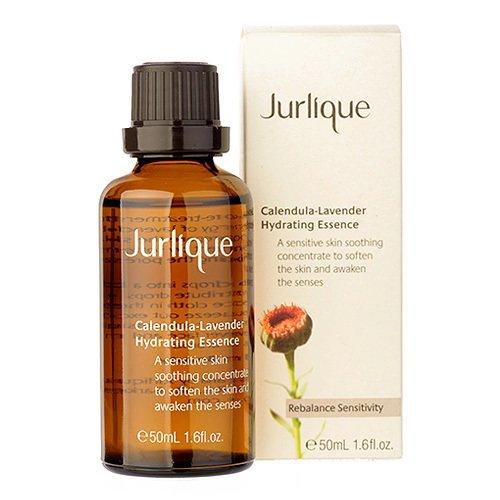 Jurlique
Calendula-Lavender
Hydrating Essence
A sensitive skin
soothing concentrate
to soften the skin and
awaken the senses
℮50mL 1.6fl.oz.
Jurlique
Calendula-Lavender
Hydrating Essence
A sensitive skin soothing
concentrate to soften
the skin and awaken
the senses
Rebalance Sensitivity
℮50mL 1.6fl.oz.